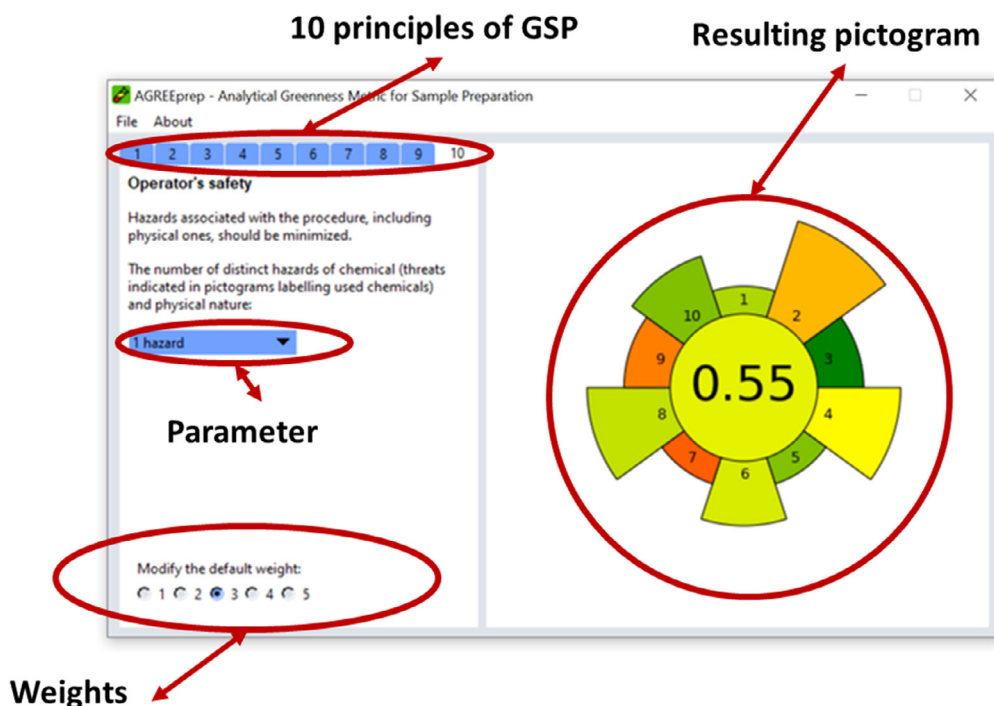 10 principles of GSP
Resulting pictogram
AGREEprep - Analytical Greenness Metric for Sample Preparation
File About
1 2 3 4 5 6 7 8 9 10
Operator's safety
Hazards associated with the procedure, including
physical ones, should be minimized.
The number of distinct hazards of chemical (threats
indicated in pictograms labelling used chemicals)
and physical nature:
1 hazard
Parameter
Modify the default weight:
1 2 3 4 5
Weights
1
2
3
4
5
6
7
8
9
10
0.55